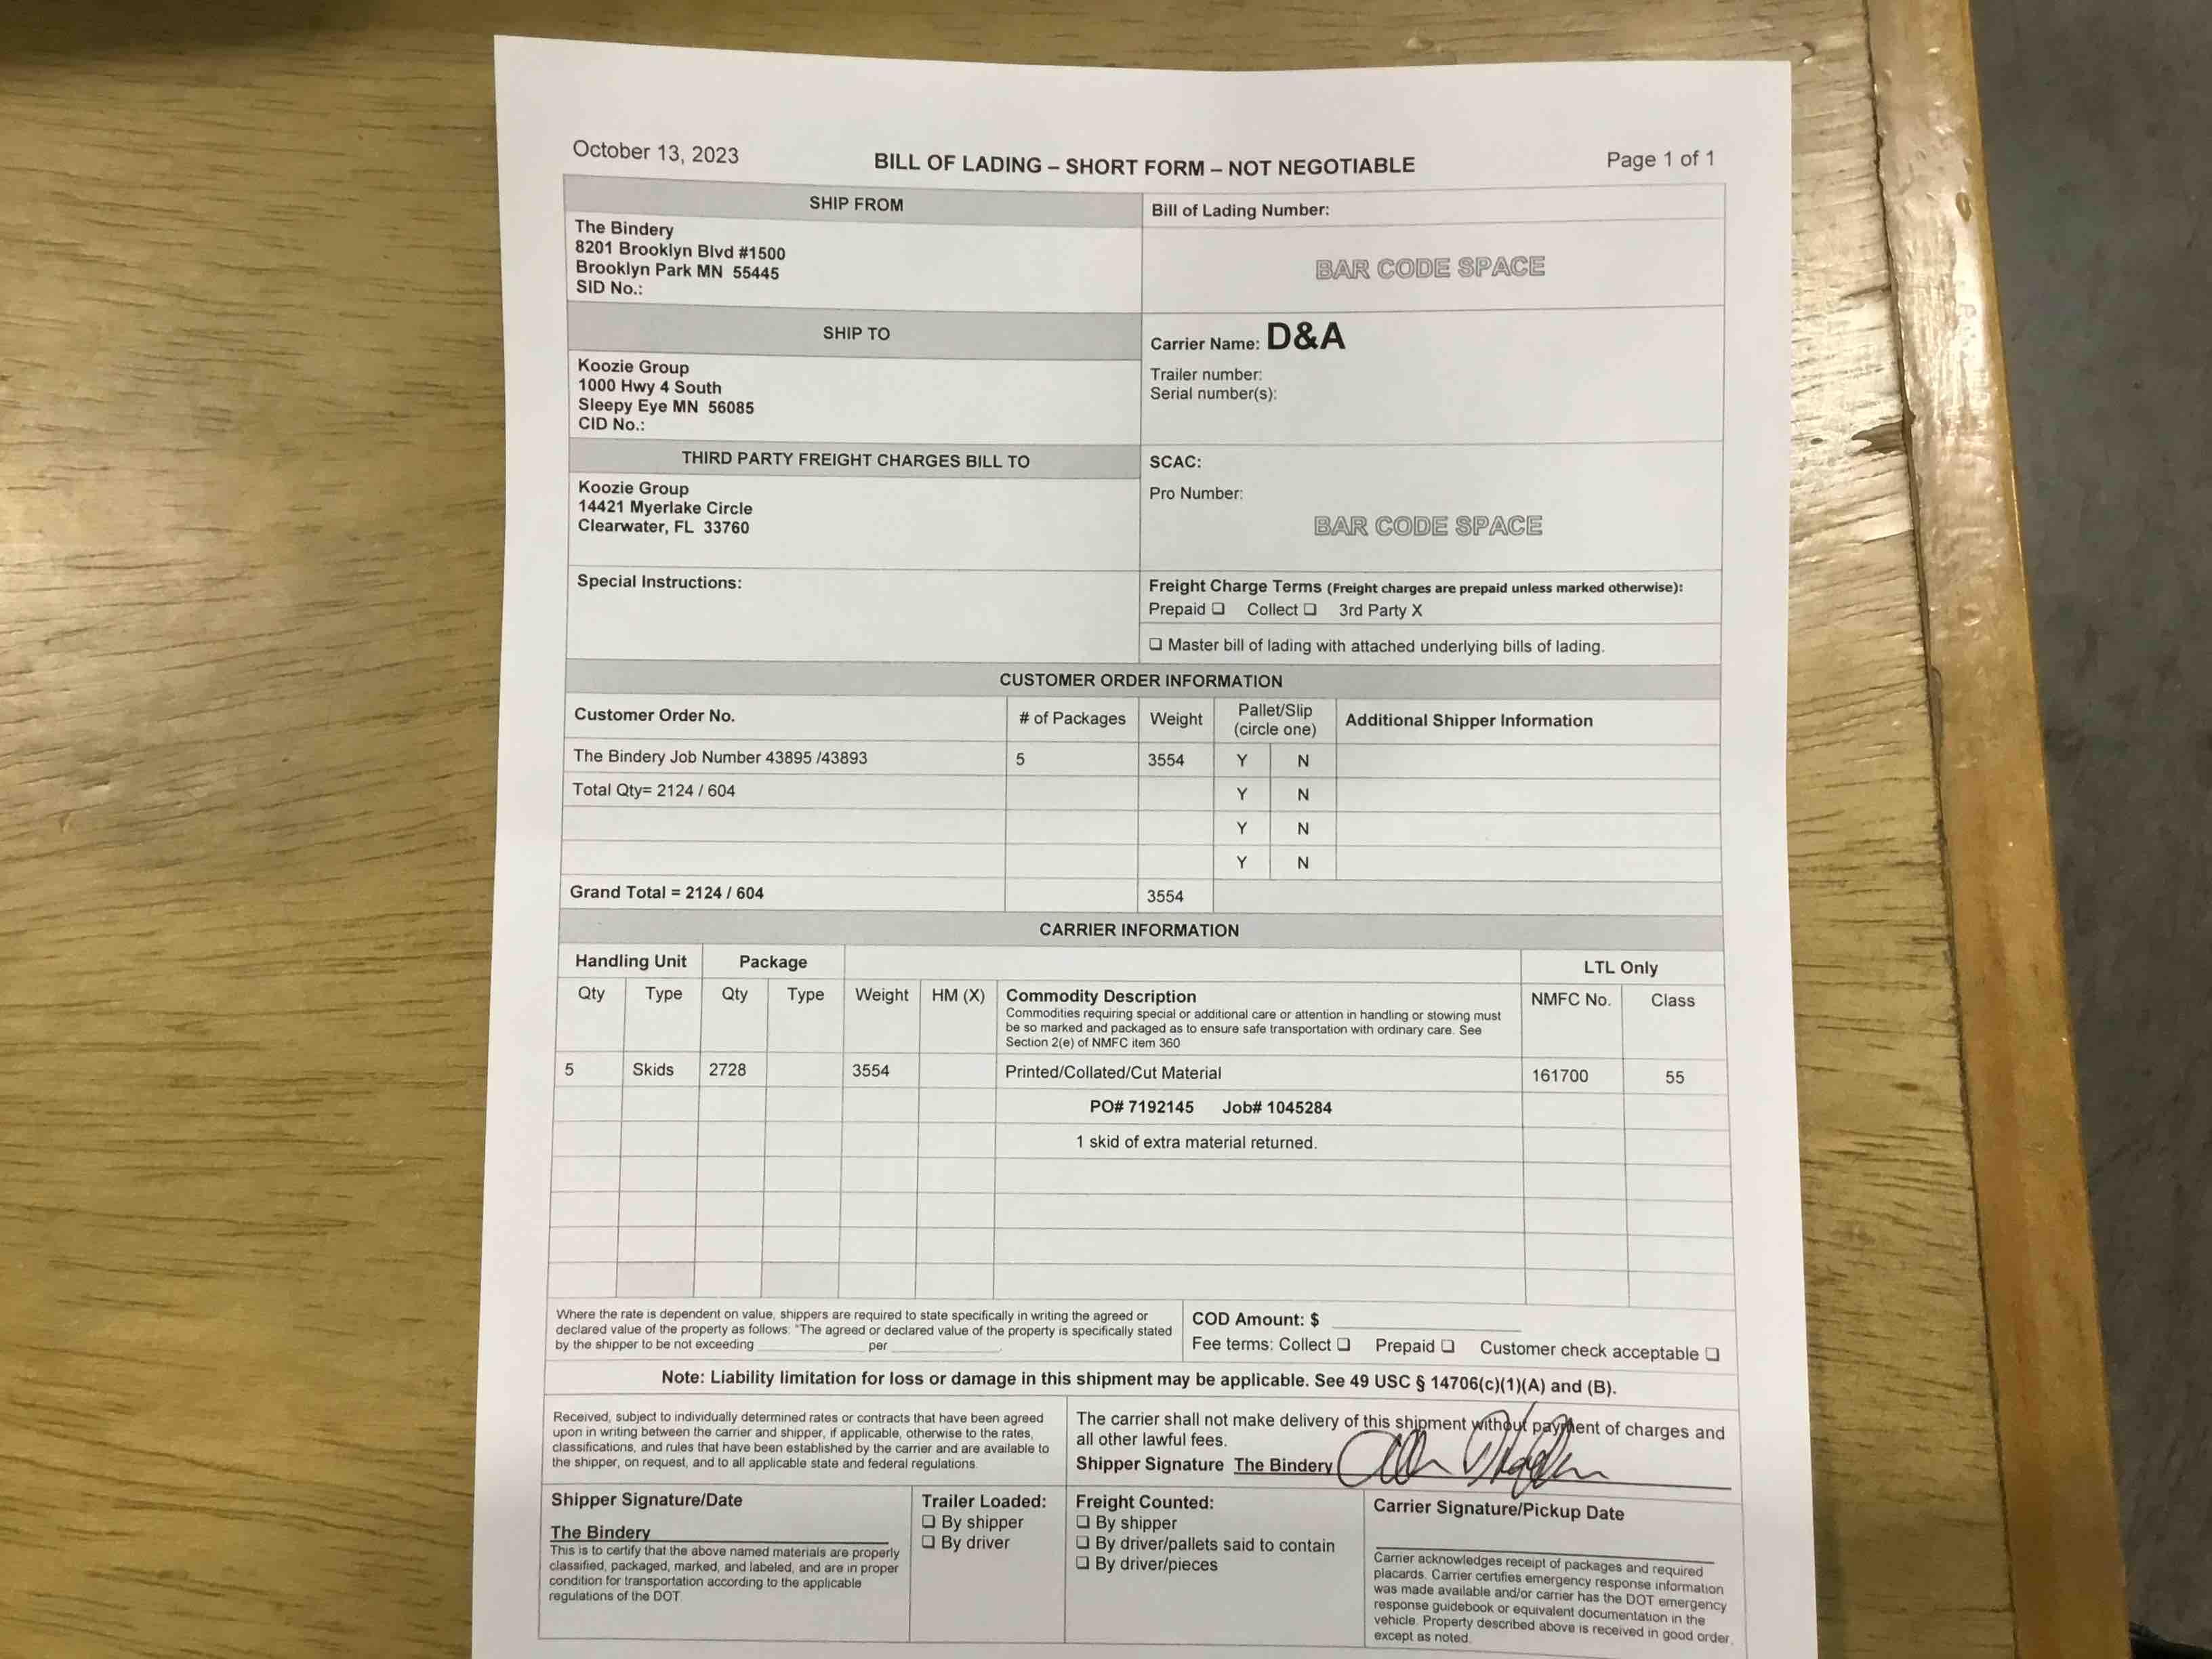 October 13, 2023
BILL OF LADING – SHORT FORM – NOT NEGOTIABLE
Page 1 of 1
SHIP FROM
The Bindery
8201 Brooklyn Blvd #1500
Brooklyn Park MN 55445
SID No.:
Bill of Lading Number:
BAR CODE SPACE
SHIP TO
Koozie Group
1000 Hwy 4 South
Sleepy Eye MN 56085
CID No.:
Carrier Name: D&A
Trailer number:
Serial number(s):
THIRD PARTY FREIGHT CHARGES BILL TO
Koozie Group
14421 Myerlake Circle
Clearwater, FL 33760
SCAC:
Pro Number:
BAR CODE SPACE
Special Instructions:
Freight Charge Terms (Freight charges are prepaid unless marked otherwise):
Prepaid ❑ Collect ❑ 3rd Party X
❑ Master bill of lading with attached underlying bills of lading.
CUSTOMER ORDER INFORMATION
Customer Order No. # of Packages Weight Pallet/Slip (circle one) Additional Shipper Information
The Bindery Job Number 43895 /43893 5 3554 Y N
Total Qty= 2124 / 604 Y N
Y N
Y N
Grand Total = 2124 / 604 3554
CARRIER INFORMATION
Handling Unit Package LTL Only
Qty Type Qty Type Weight HM (X) Commodity Description NMFC No. Class
Commodities requiring special or additional care or attention in handling or stowing must
be so marked and packaged as to ensure safe transportation with ordinary care. See
Section 2(e) of NMFC item 360
5 Skids 2728 3554 Printed/Collated/Cut Material 161700 55
PO# 7192145 Job# 1045284
1 skid of extra material returned.
Where the rate is dependent on value, shippers are required to state specifically in writing the agreed or
declared value of the property as follows: "The agreed or declared value of the property is specifically stated
by the shipper to be not exceeding ____________ per ____________.
COD Amount: $ ____________
Fee terms: Collect ❑ Prepaid ❑ Customer check acceptable ❑
Note: Liability limitation for loss or damage in this shipment may be applicable. See 49 USC § 14706(c)(1)(A) and (B).
Received, subject to individually determined rates or contracts that have been agreed
upon in writing between the carrier and shipper, if applicable, otherwise to the rates,
classifications, and rules that have been established by the carrier and are available to
the shipper, on request, and to all applicable state and federal regulations.
The carrier shall not make delivery of this shipment without payment of charges and
all other lawful fees.
Shipper Signature The Bindery
Shipper Signature/Date
The Bindery
This is to certify that the above named materials are properly
classified, packaged, marked, and labeled, and are in proper
condition for transportation according to the applicable
regulations of the DOT.
Trailer Loaded:
❑ By shipper
❑ By driver
Freight Counted:
❑ By shipper
❑ By driver/pallets said to contain
❑ By driver/pieces
Carrier Signature/Pickup Date
Carrier acknowledges receipt of packages and required
placards. Carrier certifies emergency response information
was made available and/or carrier has the DOT emergency
response guidebook or equivalent documentation in the
vehicle. Property described above is received in good order,
except as noted.